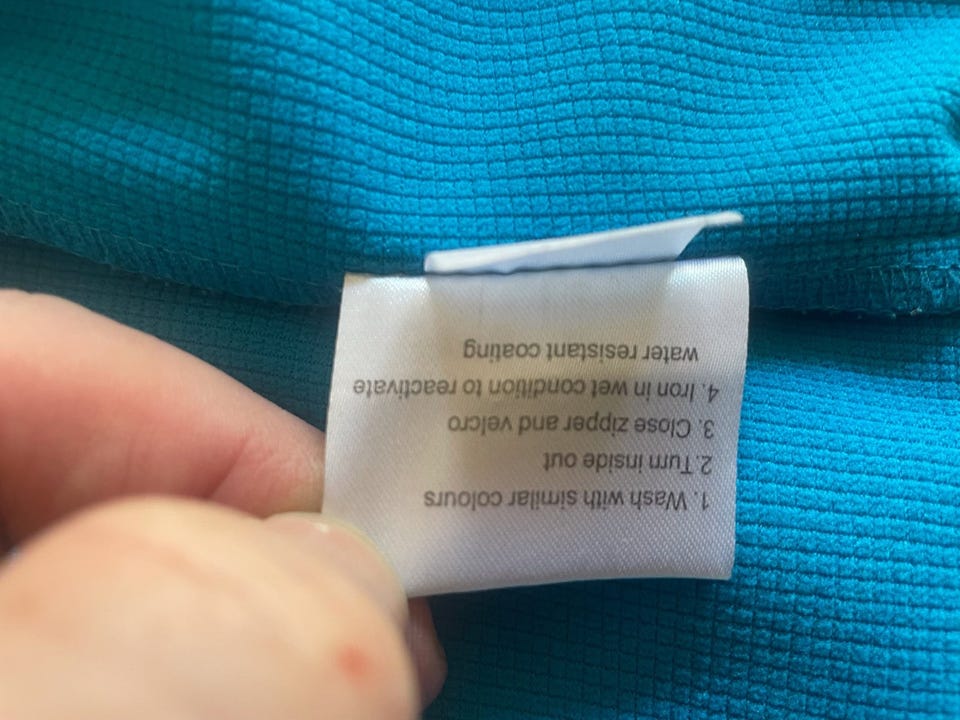 1. Wash with similar colours
2. Turn inside out
3. Close zipper and velcro
4. Iron in wet condition to reactivate
water resistant coating